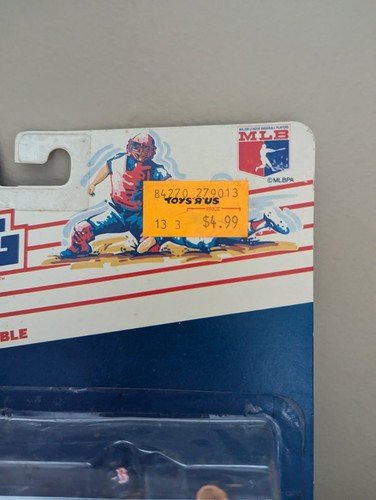 MLB
©MLBPA
84270 279013
TOYS "R" US
PRICE
13 3 $4.99
G
BLE
B